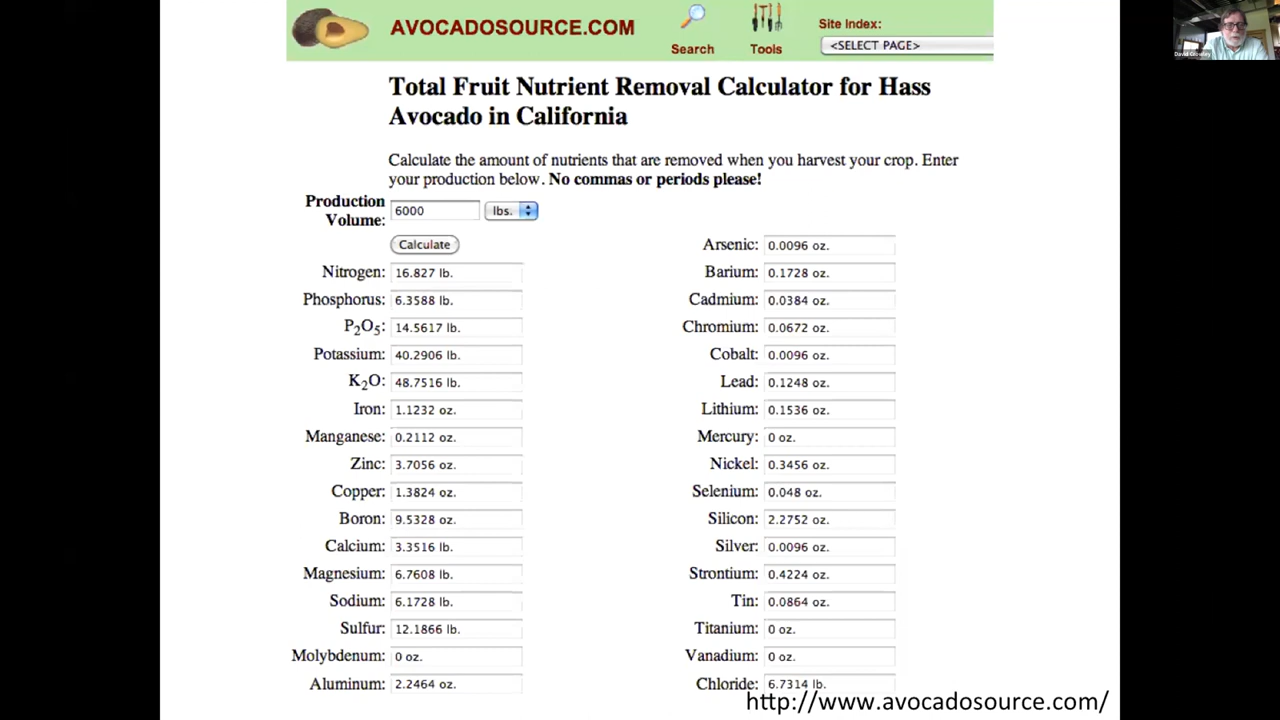 AVOCADOSOURCE.COM
Search
Tools
Site Index:
<SELECT PAGE>
David Crowley
Total Fruit Nutrient Removal Calculator for Hass
Avocado in California
Calculate the amount of nutrients that are removed when you harvest your crop. Enter
your production below. No commas or periods please!
Production
Volume: 6000 lbs.
Calculate
Nitrogen: 16.827 lb.
Phosphorus: 6.3588 lb.
P2O5: 14.5617 lb.
Potassium: 40.2906 lb.
K2O: 48.7516 lb.
Iron: 1.1232 oz.
Manganese: 0.2112 oz.
Zinc: 3.7056 oz.
Copper: 1.3824 oz.
Boron: 9.5328 oz.
Calcium: 3.3516 lb.
Magnesium: 6.7608 lb.
Sodium: 6.1728 lb.
Sulfur: 12.1866 lb.
Molybdenum: 0 oz.
Aluminum: 2.2464 oz.
Arsenic: 0.0096 oz.
Barium: 0.1728 oz.
Cadmium: 0.0384 oz.
Chromium: 0.0672 oz.
Cobalt: 0.0096 oz.
Lead: 0.1248 oz.
Lithium: 0.1536 oz.
Mercury: 0 oz.
Nickel: 0.3456 oz.
Selenium: 0.048 oz.
Silicon: 2.2752 oz.
Silver: 0.0096 oz.
Strontium: 0.4224 oz.
Tin: 0.0864 oz.
Titanium: 0 oz.
Vanadium: 0 oz.
Chloride: 6.7314 lb.
http://www.avocadosource.com/